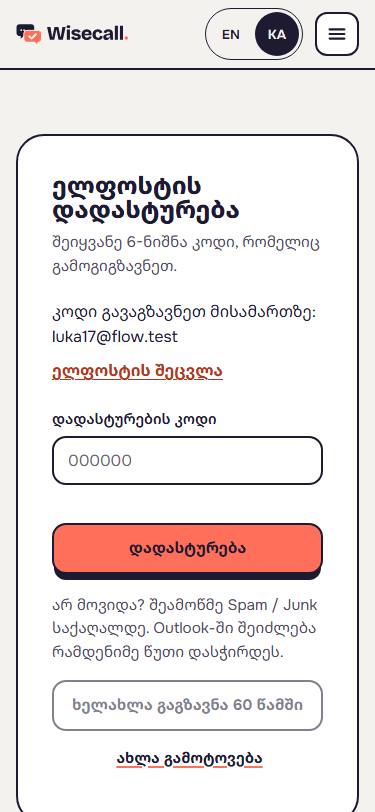 Wisecall.
EN KA
ელფოსტის
დადასტურება
შეიყვანე 6-ნიშნა კოდი, რომელიც
გამოგიგზავნეთ.
კოდი გავაგზავნეთ მისამართზე:
luka17@flow.test
ელფოსტის შეცვლა
დადასტურების კოდი
000000
დადასტურება
არ მოვიდა? შეამოწმე Spam / Junk
საქაღალდე. Outlook-ში შეიძლება
რამდენიმე წუთი დასჭირდეს.
ხელახლა გაგზავნა 60 წამში
ახლა გამოტოვება